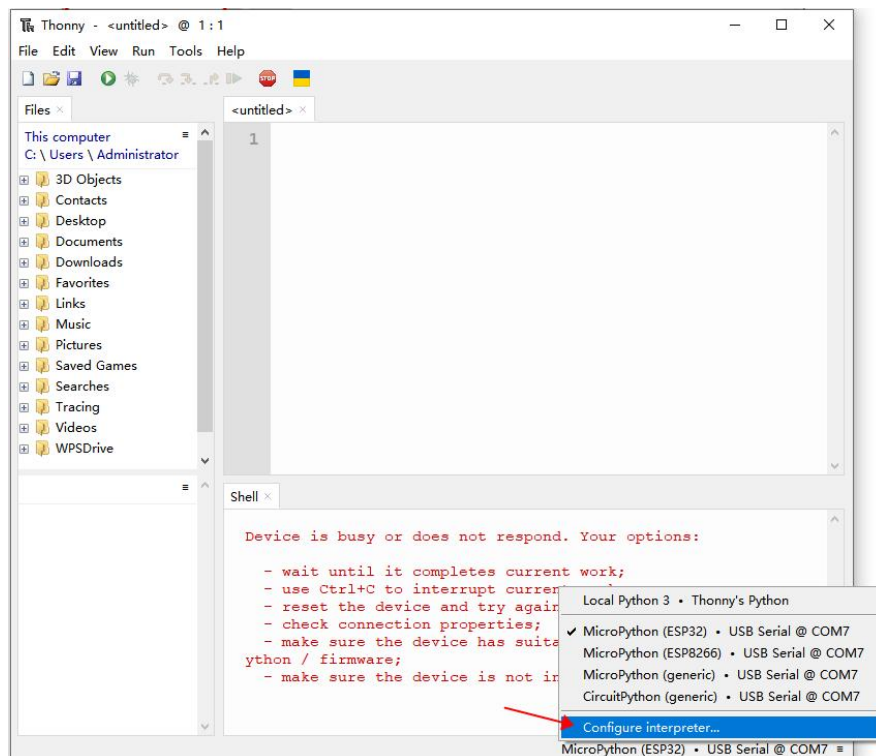 Thonny - <untitled> @ 1 : 1
File Edit View Run Tools Help
STOP
Files ×
This computer
C: \ Users \ Administrator
3D Objects
Contacts
Desktop
Documents
Downloads
Favorites
Links
Music
Pictures
Saved Games
Searches
Tracing
Videos
WPSDrive
<untitled> ×
1
Shell ×
Device is busy or does not respond. Your options:
- wait until it completes current work;
- use Ctrl+C to interrupt current
- reset the device and try again
- check connection properties;
- make sure the device has suita
ython / firmware;
- make sure the device is not in
Local Python 3 • Thonny's Python
✓ MicroPython (ESP32) • USB Serial @ COM7
MicroPython (ESP8266) • USB Serial @ COM7
MicroPython (generic) • USB Serial @ COM7
CircuitPython (generic) • USB Serial @ COM7
Configure interpreter...
MicroPython (ESP32) • USB Serial @ COM7 ≡